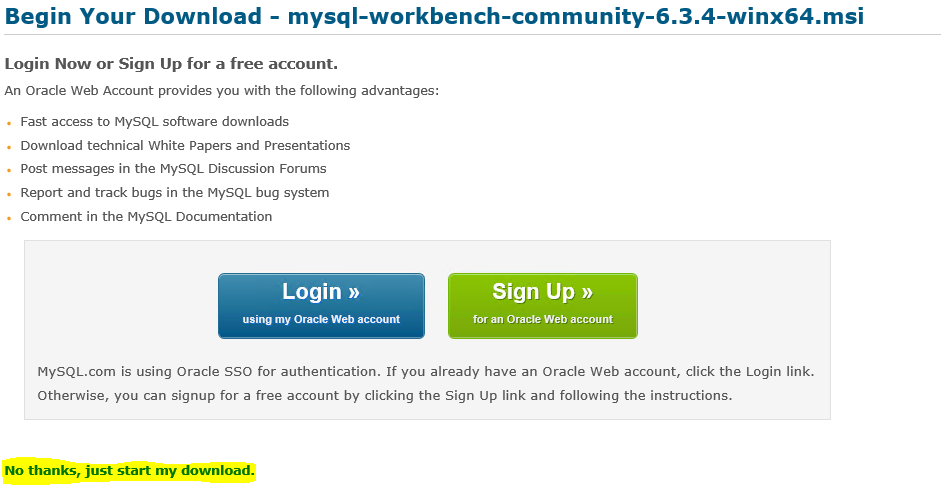 Begin Your Download - mysql-workbench-community-6.3.4-winx64.msi
Login Now or Sign Up for a free account.
An Oracle Web Account provides you with the following advantages:
Fast access to MySQL software downloads
Download technical White Papers and Presentations
Post messages in the MySQL Discussion Forums
Report and track bugs in the MySQL bug system
Comment in the MySQL Documentation
Login »
using my Oracle Web account
Sign Up »
for an Oracle Web account
MySQL.com is using Oracle SSO for authentication. If you already have an Oracle Web account, click the Login link.
Otherwise, you can signup for a free account by clicking the Sign Up link and following the instructions.
No thanks, just start my download.